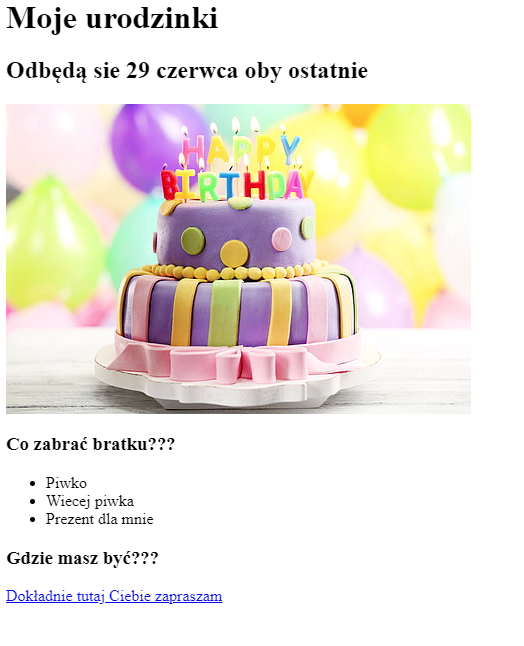 Moje urodzinki
Odbędą sie 29 czerwca oby ostatnie
HAPPY
BIRTHDAY
Co zabrać bratku???
Piwko
Wiecej piwka
Prezent dla mnie
Gdzie masz być???
Dokładnie tutaj Ciebie zapraszam